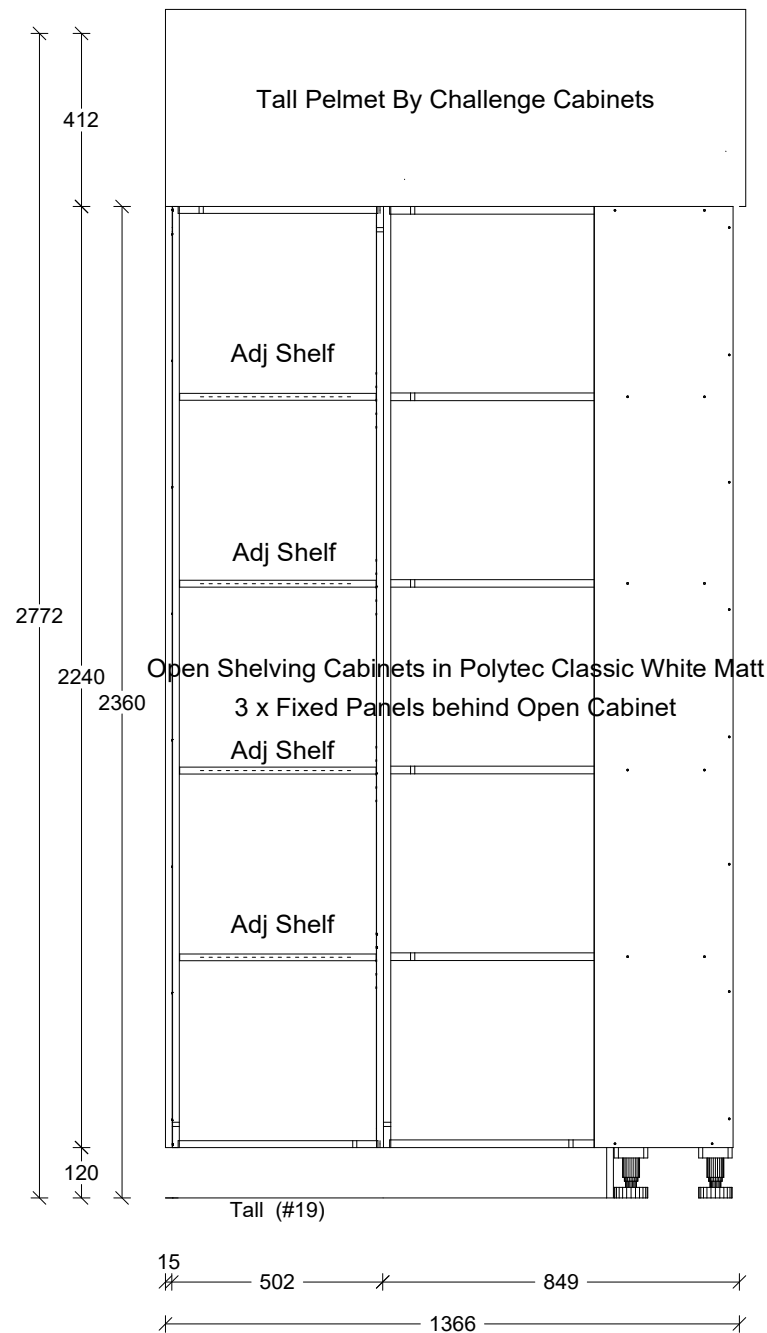 Tall Pelmet By Challenge Cabinets
412
Adj Shelf
Adj Shelf
2772
2240
2360
Open Shelving Cabinets in Polytec Classic White Matt
3 x Fixed Panels behind Open Cabinet
Adj Shelf
Adj Shelf
120
Tall (#19)
15
502
849
1366